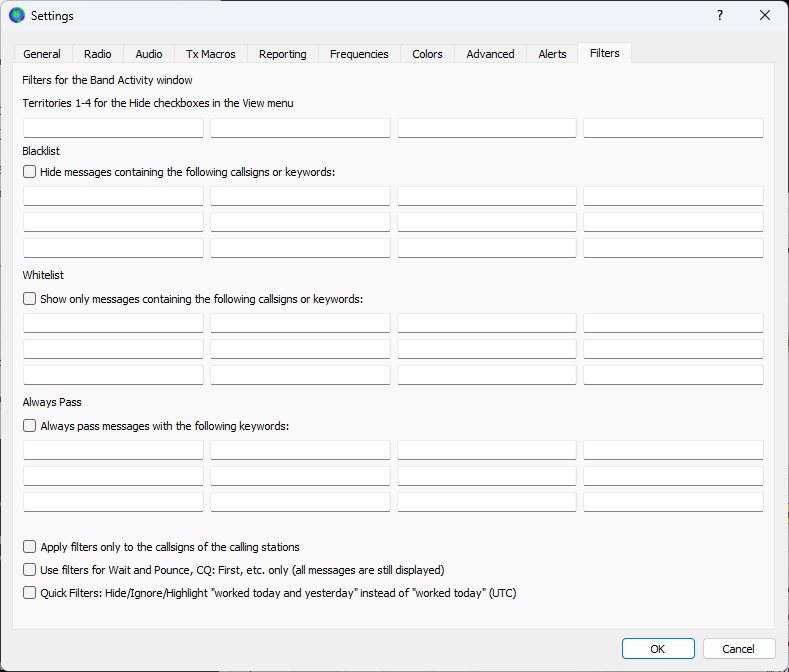 Settings
?
General Radio Audio Tx Macros Reporting Frequencies Colors Advanced Alerts Filters
Filters for the Band Activity window
Territories 1-4 for the Hide checkboxes in the View menu
Blacklist
Hide messages containing the following callsigns or keywords:
Whitelist
Show only messages containing the following callsigns or keywords:
Always Pass
Always pass messages with the following keywords:
Apply filters only to the callsigns of the calling stations
Use filters for Wait and Pounce, CQ: First, etc. only (all messages are still displayed)
Quick Filters: Hide/Ignore/Highlight "worked today and yesterday" instead of "worked today" (UTC)
OK Cancel